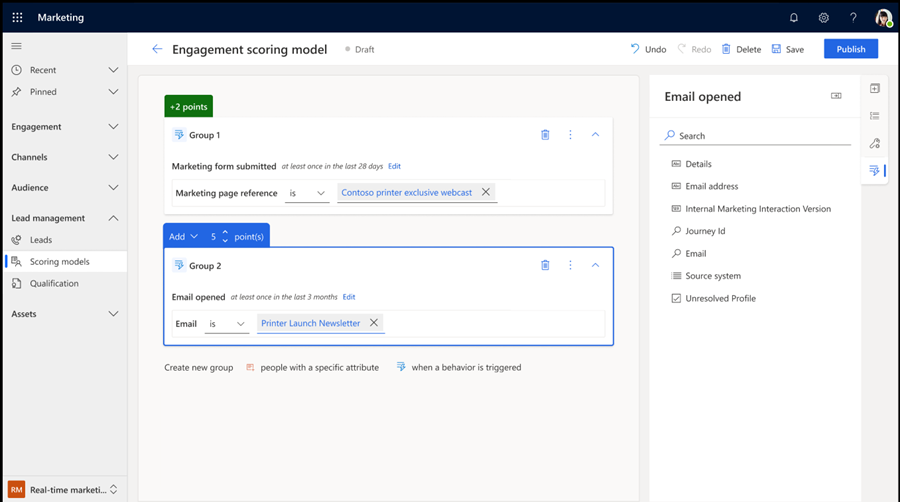 Marketing
Engagement scoring model
Draft
Undo
Redo
Delete
Save
Publish
Recent
Pinned
Engagement
Channels
Audience
Lead management
Leads
Scoring models
Qualification
Assets
RM Real-time marketi...
+2 points
Group 1
Marketing form submitted at least once in the last 28 days Edit
Marketing page reference is Contoso printer exclusive webcast
Add 5 point(s)
Group 2
Email opened at least once in the last 3 months Edit
Email is Printer Launch Newsletter
Create new group people with a specific attribute when a behavior is triggered
Email opened
Search
Details
Email address
Internal Marketing Interaction Version
Journey Id
Email
Source system
Unresolved Profile